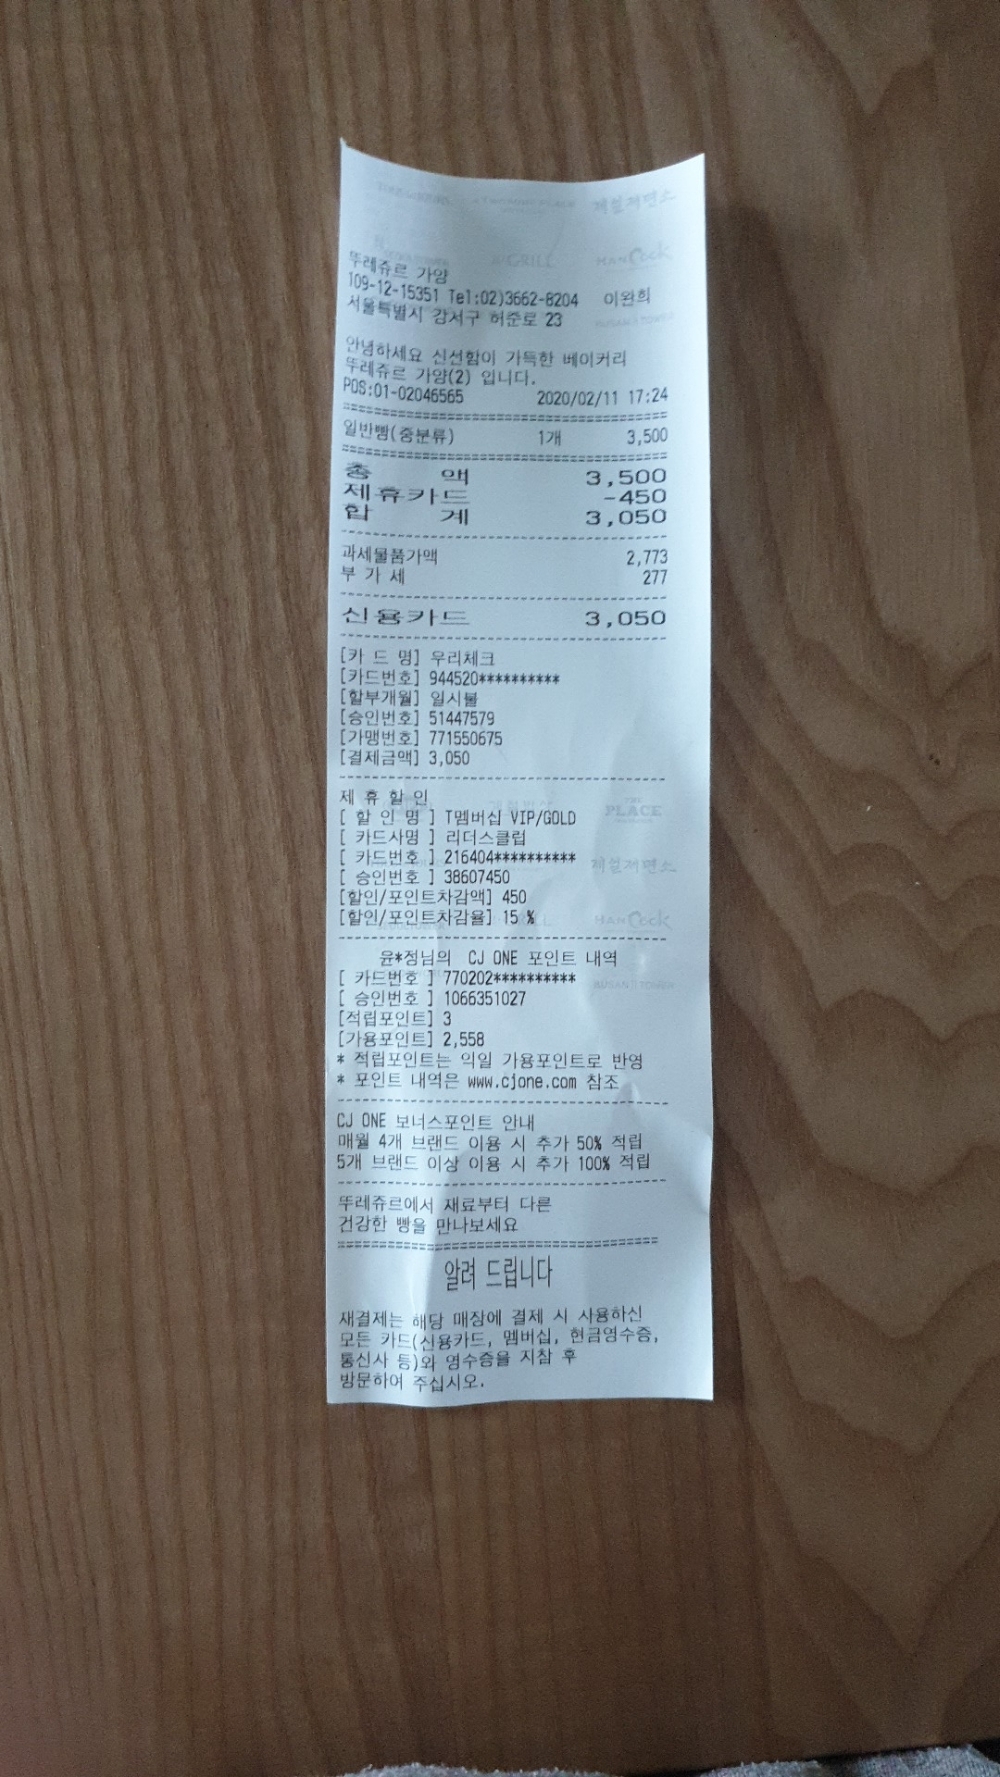 뚜레쥬르 가양
109-12-15351 Tel:02)3662-8204 이완희
서울특별시 강서구 허준로 23
안녕하세요 신선함이 가득한 베이커리
뚜레쥬르 가양(2) 입니다.
POS:01-02046565 2020/02/11 17:24
일반빵(중분류) 1개 3,500
총 액 3,500
제휴카드 -450
합 계 3,050
과세물품가액 2,773
부 가 세 277
신용카드 3,050
[카 드 명] 우리체크
[카드번호] 944520**********
[할부개월] 일시불
[승인번호] 51447579
[가맹번호] 771550675
[결제금액] 3,050
제 휴 할 인
[ 할 인 명 ] T멤버십 VIP/GOLD
[ 카드사명 ] 리더스클럽
[ 카드번호 ] 216404**********
[ 승인번호 ] 38607450
[할인/포인트차감액] 450
[할인/포인트차감율] 15 %
윤*정님의 CJ ONE 포인트 내역
[ 카드번호 ] 770202**********
[ 승인번호 ] 1066351027
[적립포인트] 3
[가용포인트] 2,558
* 적립포인트는 익일 가용포인트로 반영
* 포인트 내역은 www.cjone.com 참조
CJ ONE 보너스포인트 안내
매월 4개 브랜드 이용 시 추가 50% 적립
5개 브랜드 이상 이용 시 추가 100% 적립
뚜레쥬르에서 재료부터 다른
건강한 빵을 만나보세요
알려 드립니다
재결제는 해당 매장에 결제 시 사용하신
모든 카드(신용카드, 멤버십, 현금영수증,
통신사 등)와 영수증을 지참 후
방문하여 주십시오.